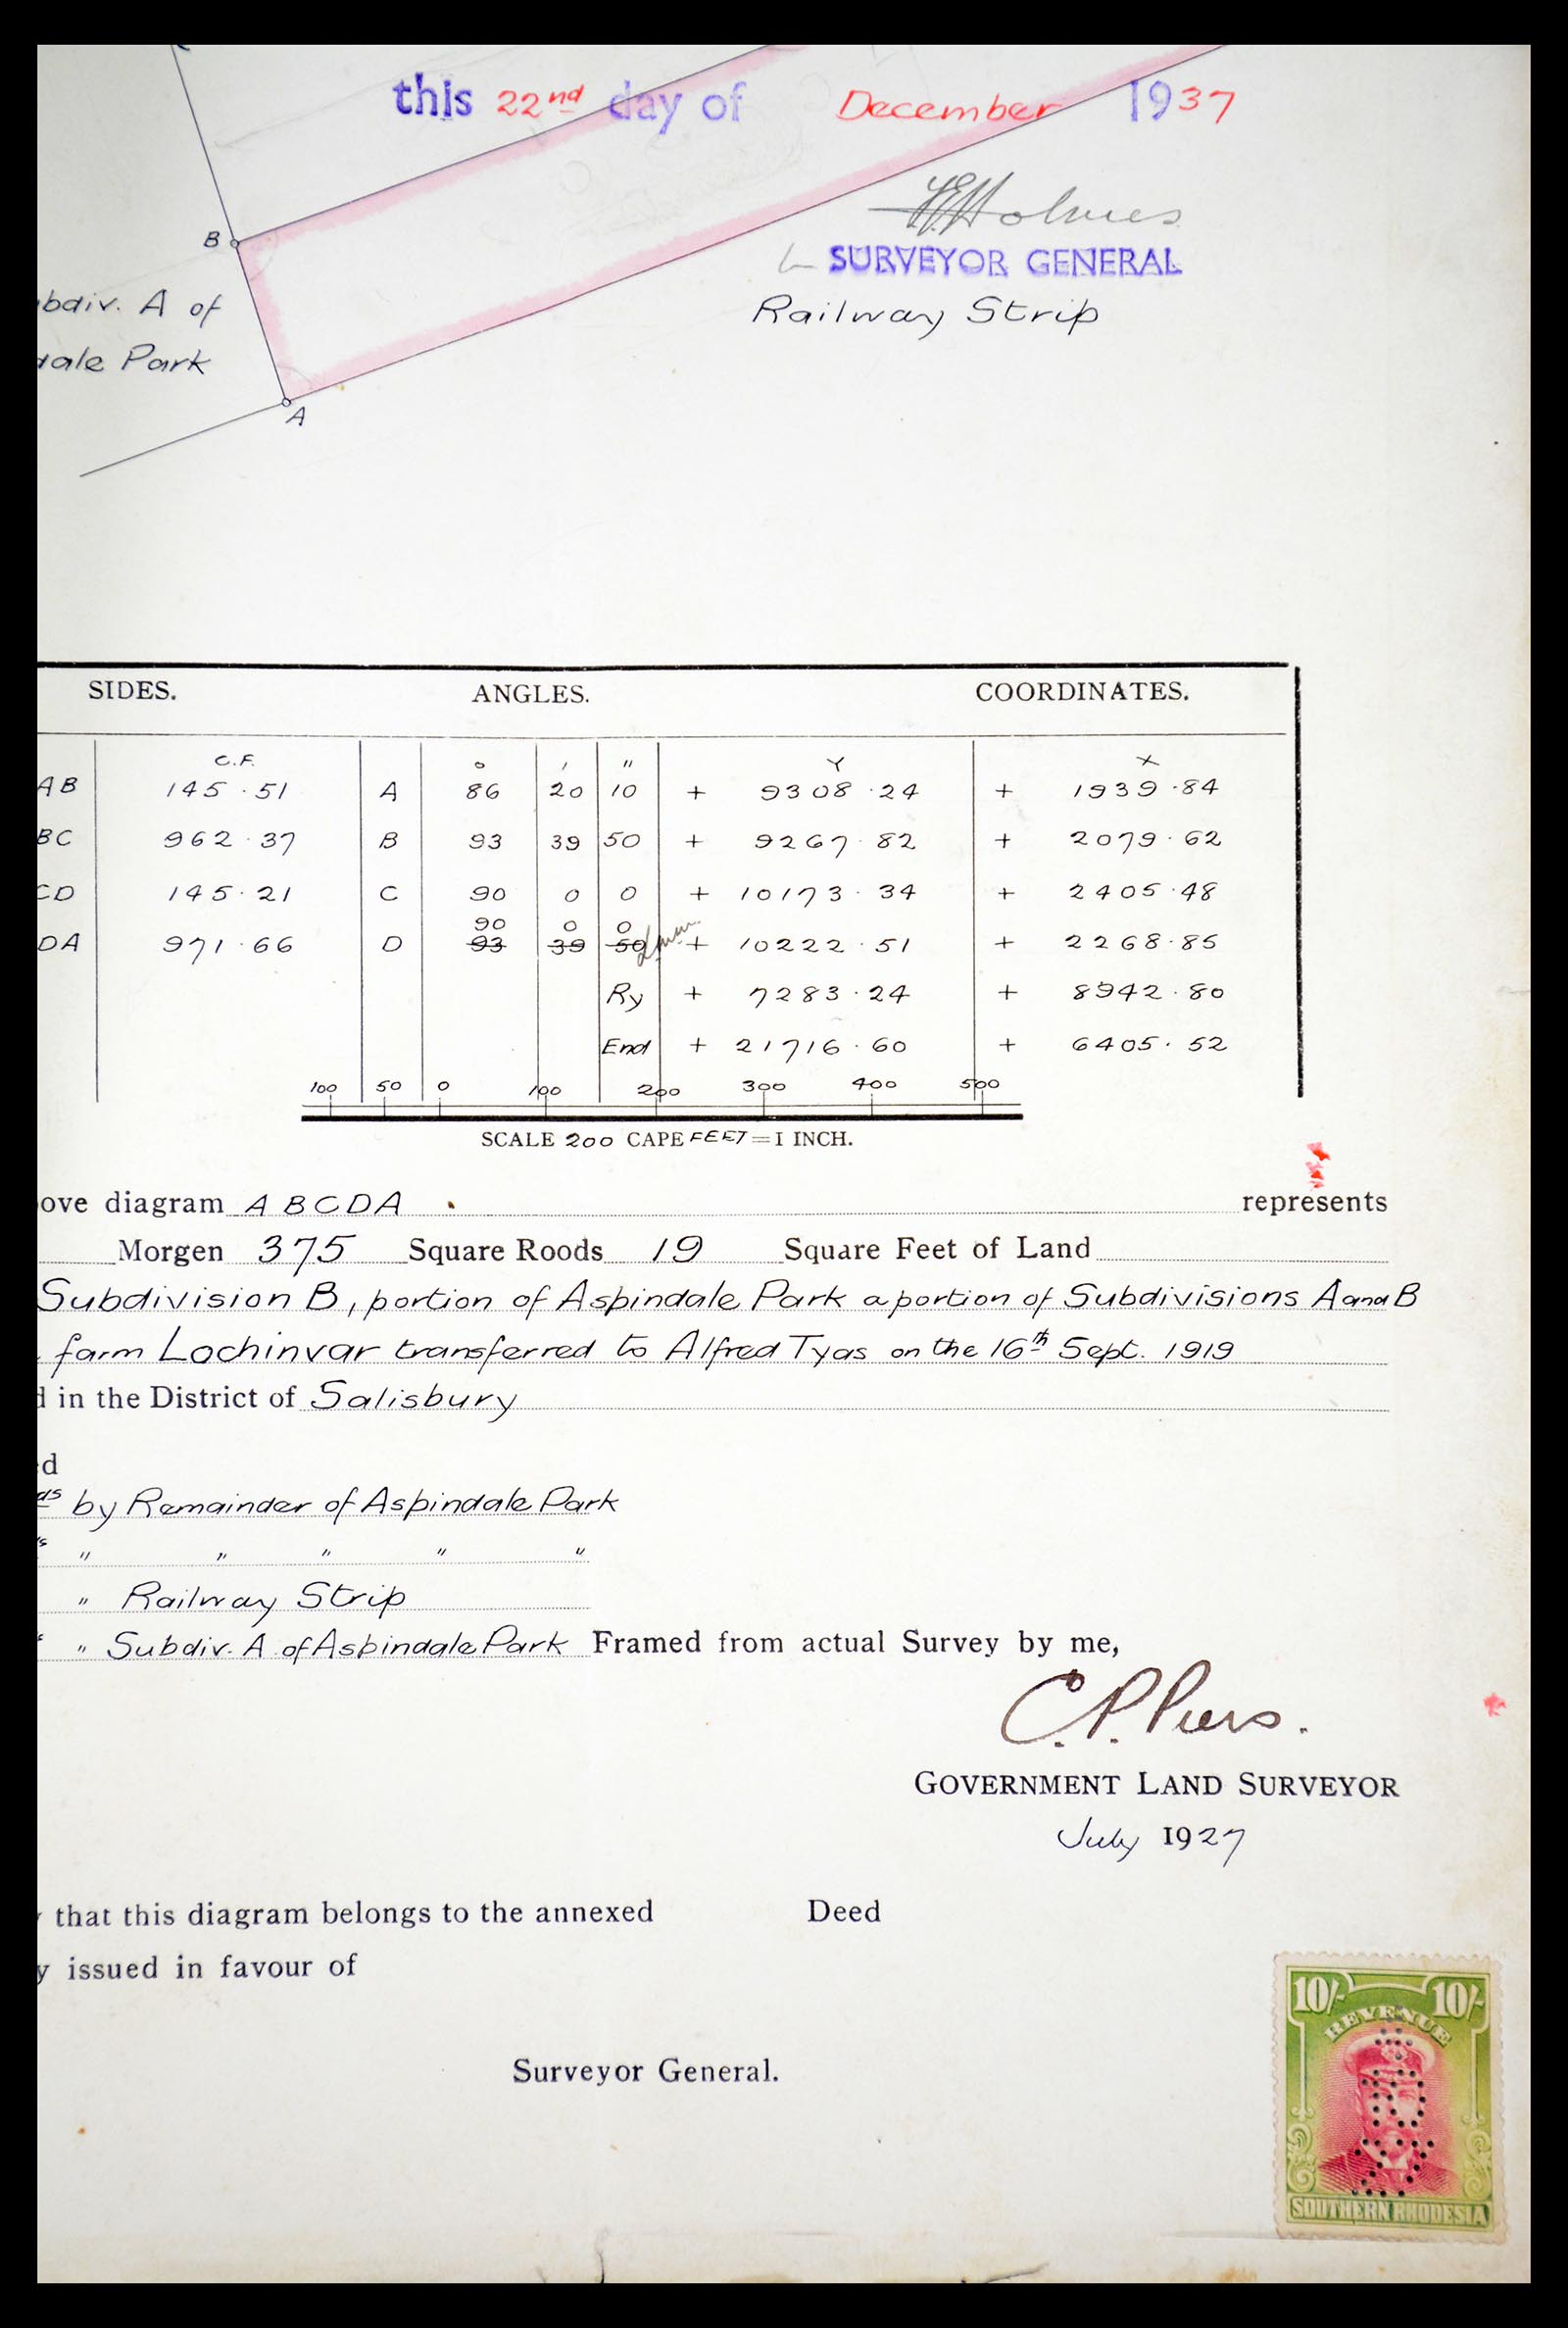 this 22nd day of December 1937
H Holmes
SURVEYOR GENERAL
Railway Strip
B
bdiv. A of
dale Park
A
SIDES. ANGLES. COORDINATES.
C.F. ° ′ ″ Y X
AB 145.51 A 86 20 10 + 9308.24 + 1939.84
BC 962.37 B 93 39 50 + 9267.82 + 2079.62
CD 145.21 C 90 0 0 + 10173.34 + 2405.48
90 0 0
DA 971.66 D 93 39 50 + 10222.51 + 2268.85
Ry + 7283.24 + 8942.80
End + 21716.60 + 6405.52
100 50 0 100 200 300 400 500
SCALE 200 CAPE FEET = 1 INCH.
ove diagram A B C D A represents
Morgen 375 Square Roods 19 Square Feet of Land
Subdivision B, portion of Aspindale Park a portion of Subdivisions A and B
farm Lochinvar transferred to Alfred Tyas on the 16th Sept. 1919
d in the District of Salisbury
ed
ds by Remainder of Aspindale Park
s " " " " "
" Railway Strip
" Subdiv. A of Aspindale Park Framed from actual Survey by me,
C.P. Piers.
GOVERNMENT LAND SURVEYOR
July 1927
y that this diagram belongs to the annexed Deed
y issued in favour of
Surveyor General.
10/- 10/-
REVENUE
SOUTHERN RHODESIA